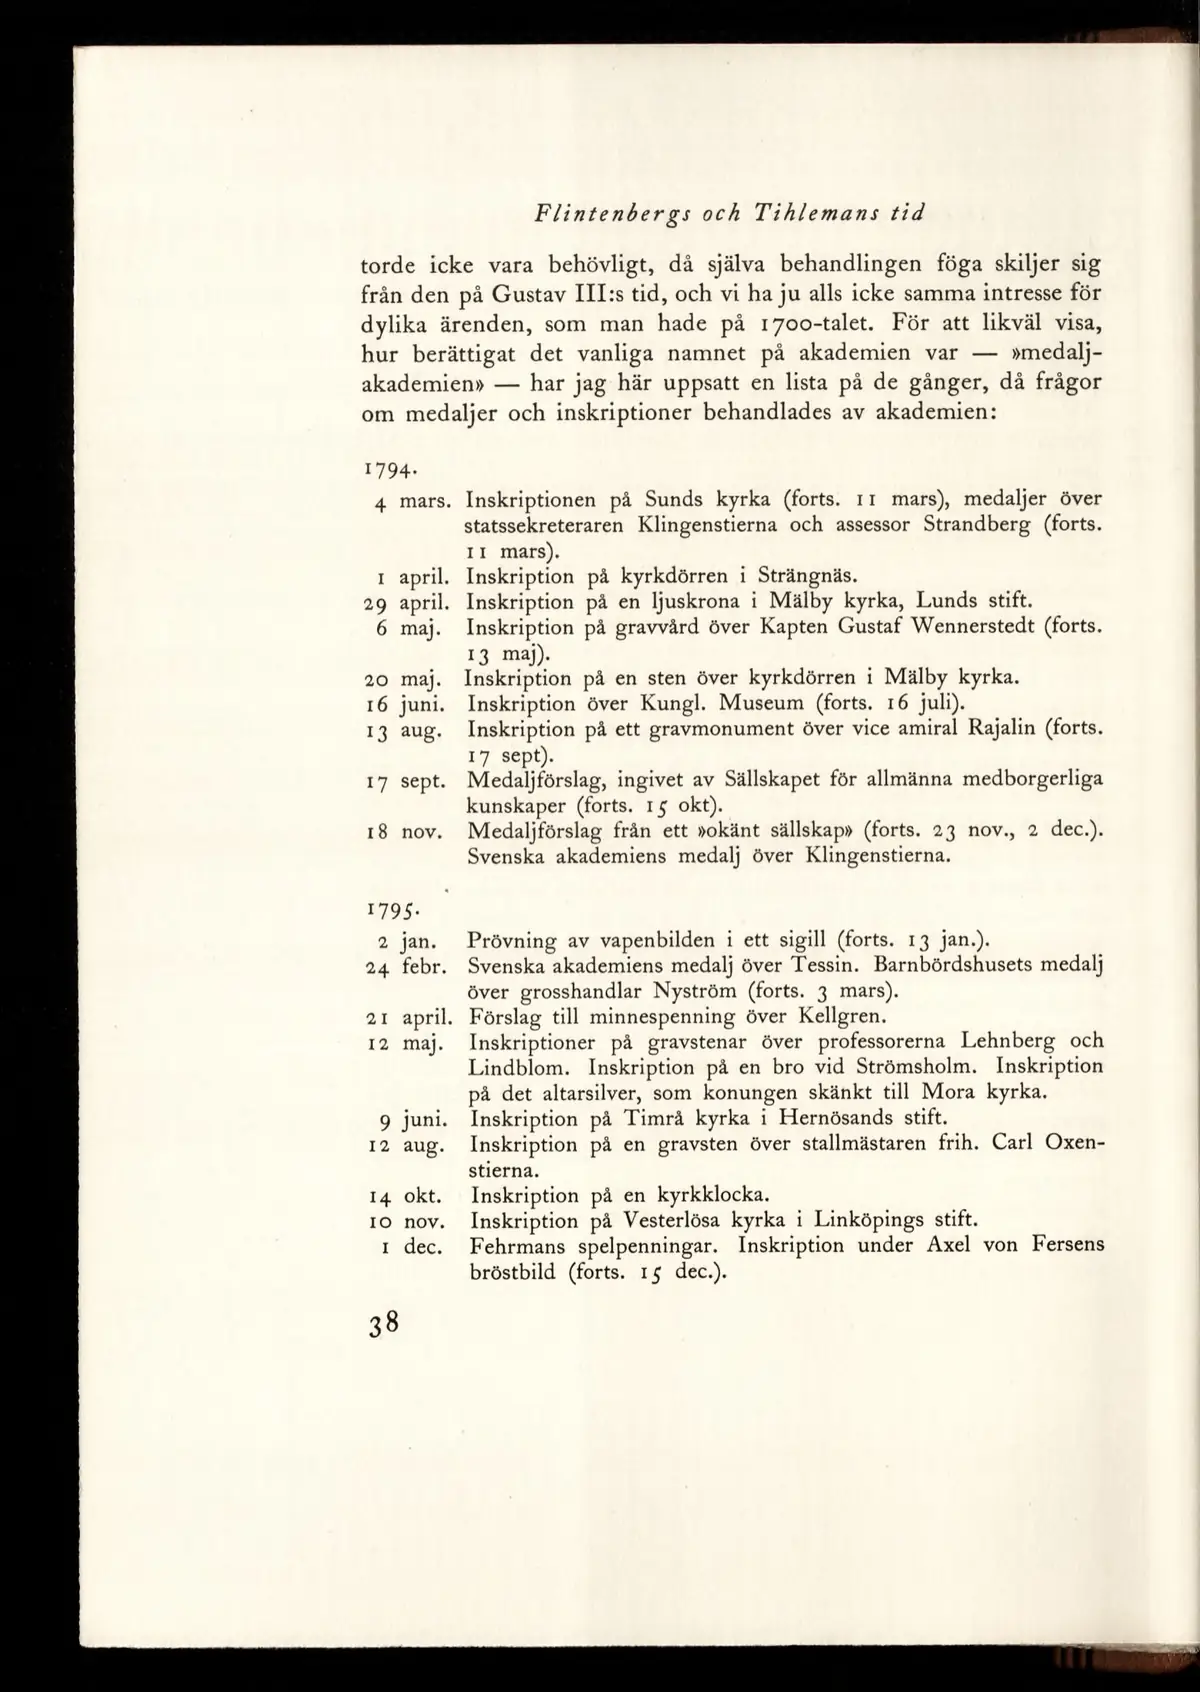 Flintenbergs och Tihlemans tid
torde icke vara behövligt, då själva behandlingen föga skiljer sig
från den på Gustav III:s tid, och vi ha ju alls icke samma intresse för
dylika ärenden, som man hade på 1700-talet. För att likväl visa,
hur berättigat det vanliga namnet på akademien var — »medalj-
akademien» — har jag här uppsatt en lista på de gånger, då frågor
om medaljer och inskriptioner behandlades av akademien:
1794.
4 mars. Inskriptionen på Sunds kyrka (forts. 11 mars), medaljer över
statssekreteraren Klingenstierna och assessor Strandberg (forts.
11 mars).
1 april. Inskription på kyrkdörren i Strängnäs.
29 april. Inskription på en ljuskrona i Mälby kyrka, Lunds stift.
6 maj. Inskription på gravvård över Kapten Gustaf Wennerstedt (forts.
13 maj).
20 maj. Inskription på en sten över kyrkdörren i Mälby kyrka.
16 juni. Inskription över Kungl. Museum (forts. 16 juli).
13 aug. Inskription på ett gravmonument över vice amiral Rajalin (forts.
17 sept).
17 sept. Medaljförslag, ingivet av Sällskapet för allmänna medborgerliga
kunskaper (forts. 15 okt).
18 nov. Medaljförslag från ett »okänt sällskap» (forts. 23 nov., 2 dec.).
Svenska akademiens medalj över Klingenstierna.
1795.
2 jan. Prövning av vapenbilden i ett sigill (forts. 13 jan.).
24 febr. Svenska akademiens medalj över Tessin. Barnbördshusets medalj
över grosshandlar Nyström (forts. 3 mars).
21 april. Förslag till minnespenning över Kellgren.
12 maj. Inskriptioner på gravstenar över professorerna Lehnberg och
Lindblom. Inskription på en bro vid Strömsholm. Inskription
på det altarsilver, som konungen skänkt till Mora kyrka.
9 juni. Inskription på Timrå kyrka i Hernösands stift.
12 aug. Inskription på en gravsten över stallmästaren frih. Carl Oxen-
stierna.
14 okt. Inskription på en kyrkklocka.
10 nov. Inskription på Vesterlösa kyrka i Linköpings stift.
1 dec. Fehrmans spelpenningar. Inskription under Axel von Fersens
bröstbild (forts. 15 dec.).
38